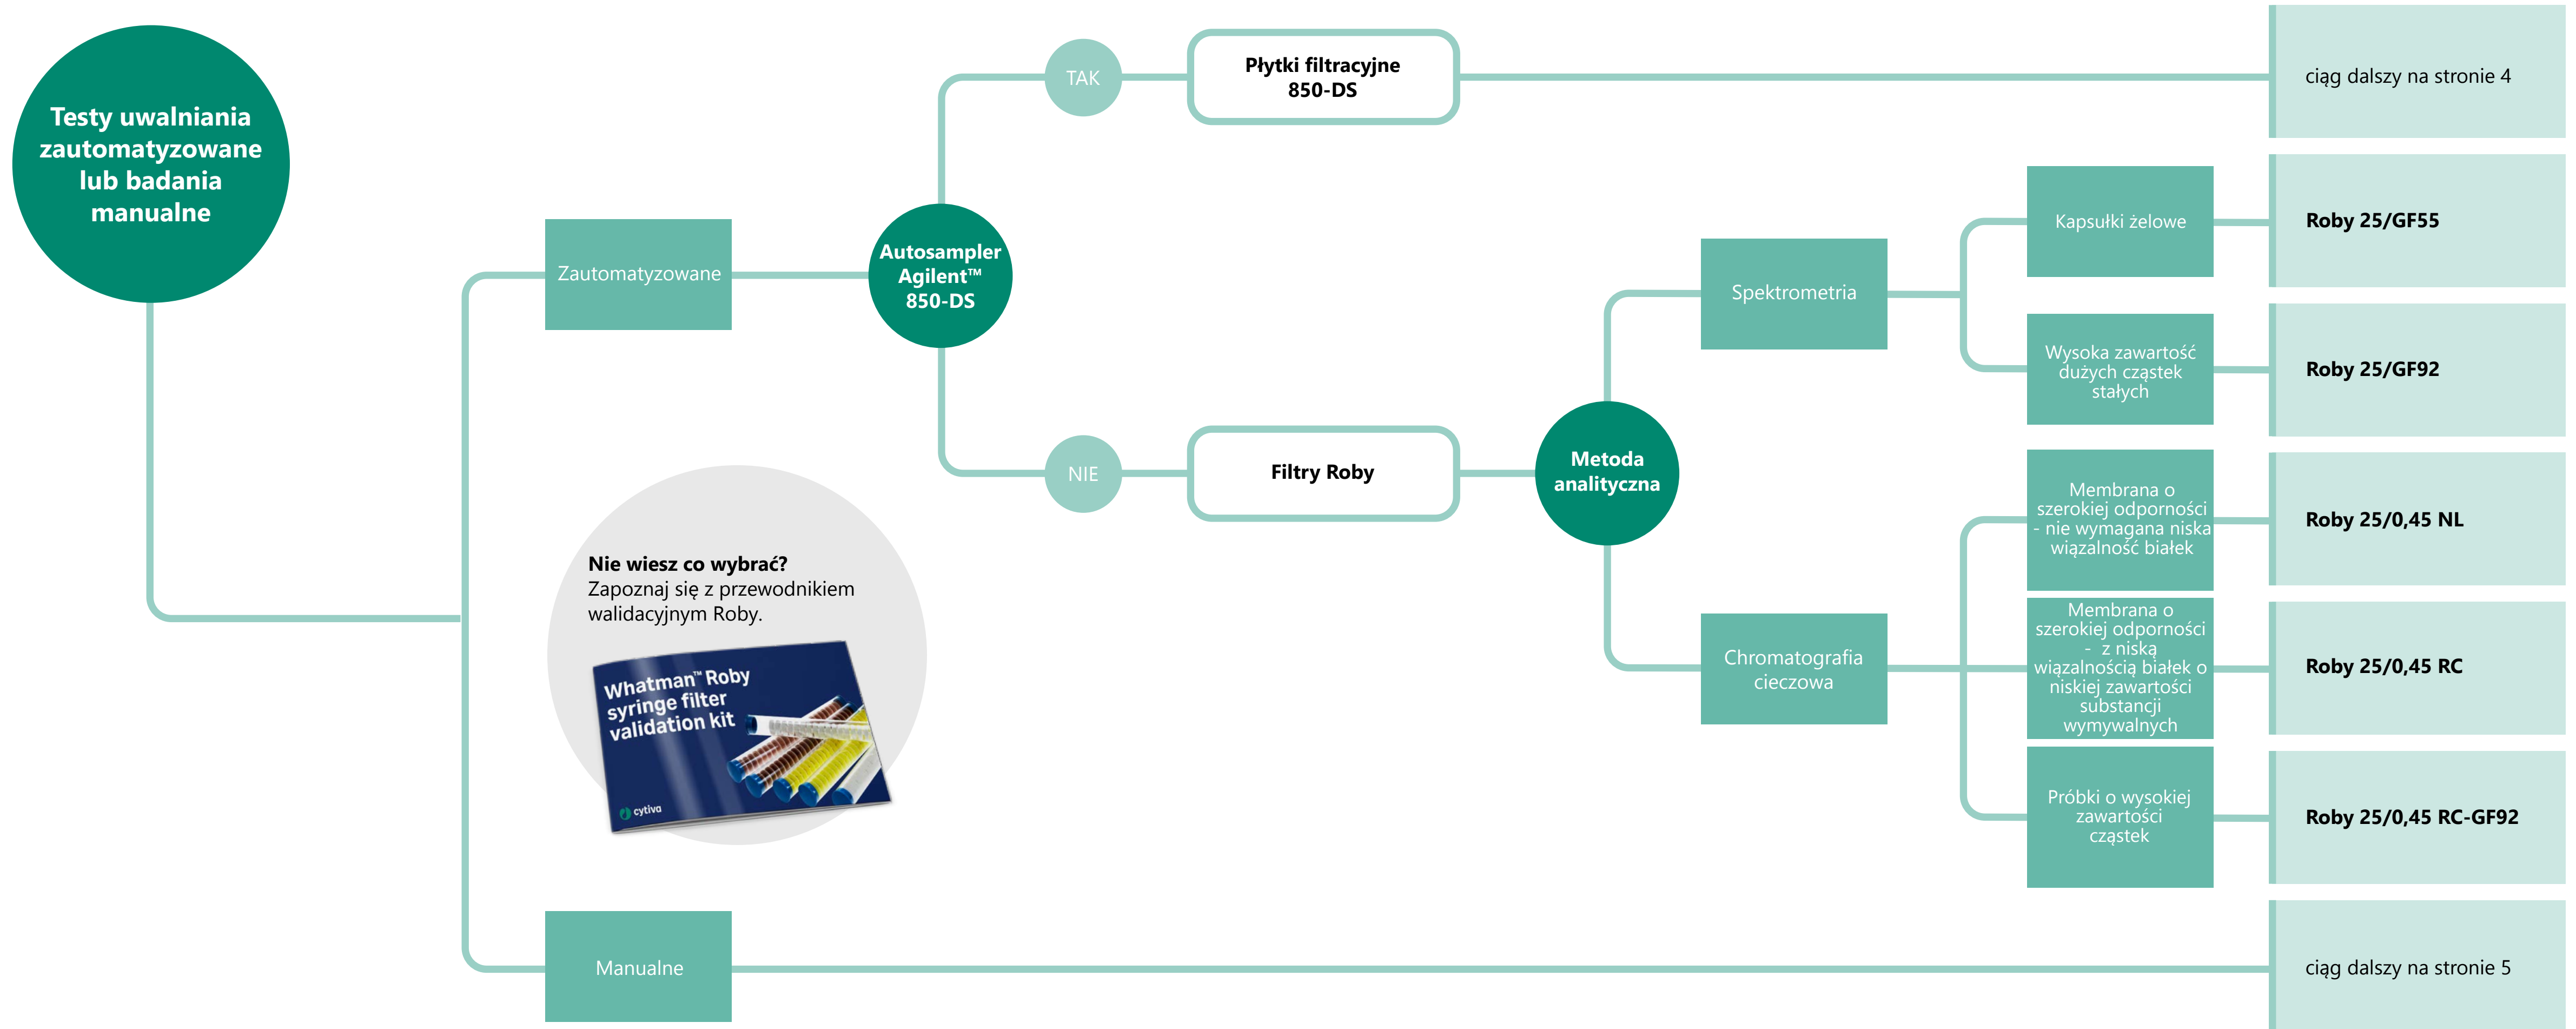 Testy uwalniania
zautomatyzowane
lub badania
manualne
Zautomatyzowane
Autosampler
Agilent™
850-DS
TAK
Płytki filtracyjne
850-DS
ciąg dalszy na stronie 4
NIE
Filtry Roby
Metoda
analityczna
Spektrometria
Kapsułki żelowe
Roby 25/GF55
Wysoka zawartość
dużych cząstek
stałych
Roby 25/GF92
Chromatografia
cieczowa
Membrana o
szerokiej odporności
- nie wymagana niska
wiązalność białek
Roby 25/0,45 NL
Membrana o
szerokiej odporności
- z niską
wiązalnością białek o
niskiej zawartości
substancji
wymywalnych
Roby 25/0,45 RC
Próbki o wysokiej
zawartości
cząstek
Roby 25/0,45 RC-GF92
Nie wiesz co wybrać?
Zapoznaj się z przewodnikiem
walidacyjnym Roby.
Whatman™ Roby
syringe filter
validation kit
cytiva
Manualne
ciąg dalszy na stronie 5